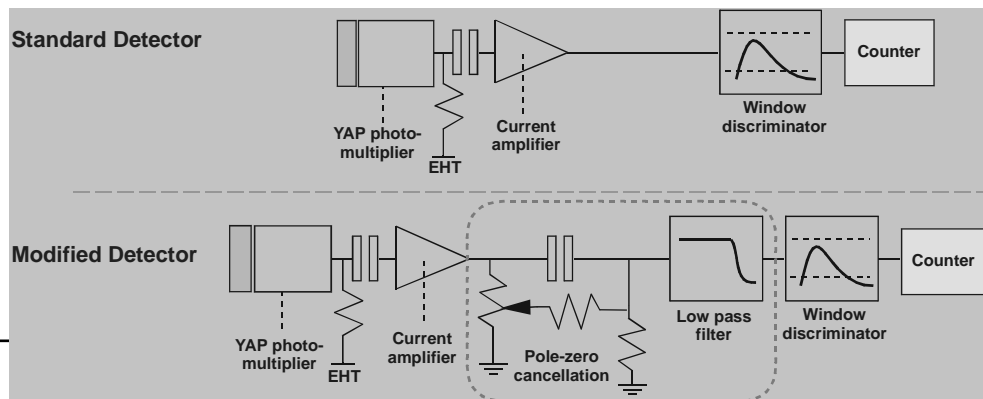 Standard Detector
YAP photo-
multiplier
EHT
Current
amplifier
Window
discriminator
Counter
Modified Detector
YAP photo-
multiplier
EHT
Current
amplifier
Pole-zero
cancellation
Low pass
filter
Window
discriminator
Counter